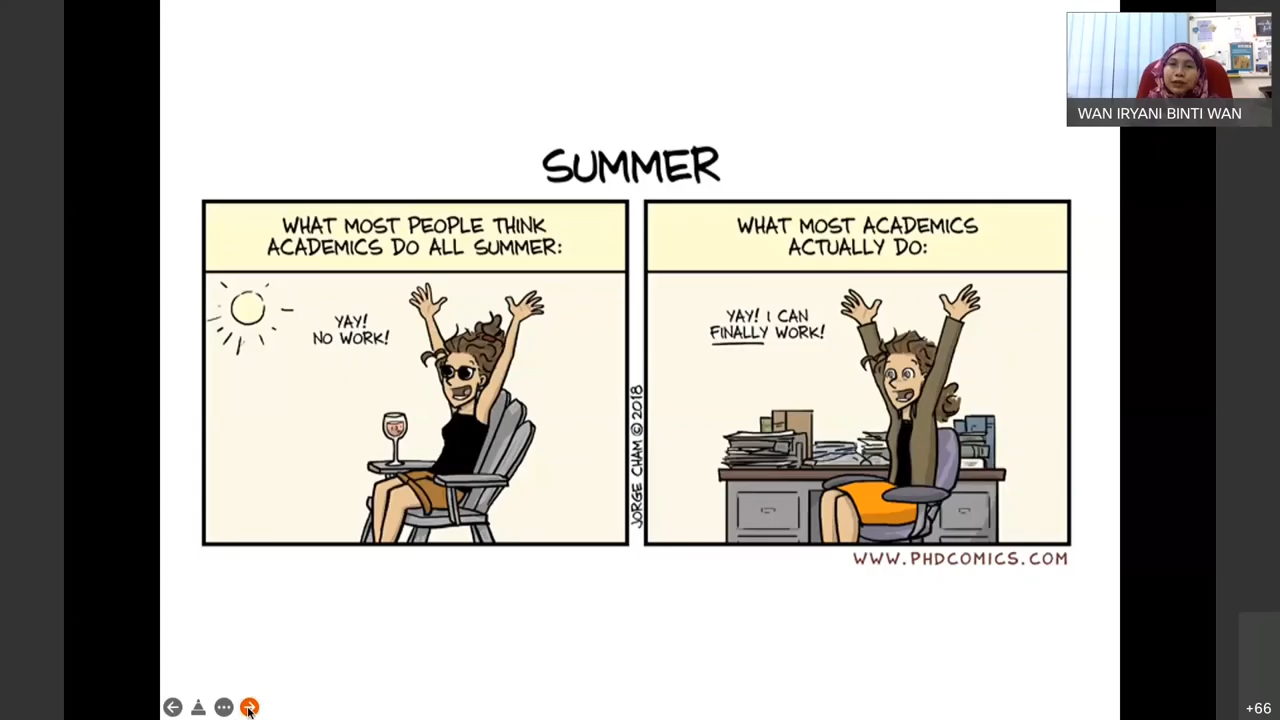 WAN IRYANI BINTI WAN
SUMMER
WHAT MOST PEOPLE THINK
ACADEMICS DO ALL SUMMER:
YAY!
NO WORK!
JORGE CHAM © 2018
WHAT MOST ACADEMICS
ACTUALLY DO:
YAY! I CAN
FINALLY WORK!
WWW.PHDCOMICS.COM
+66